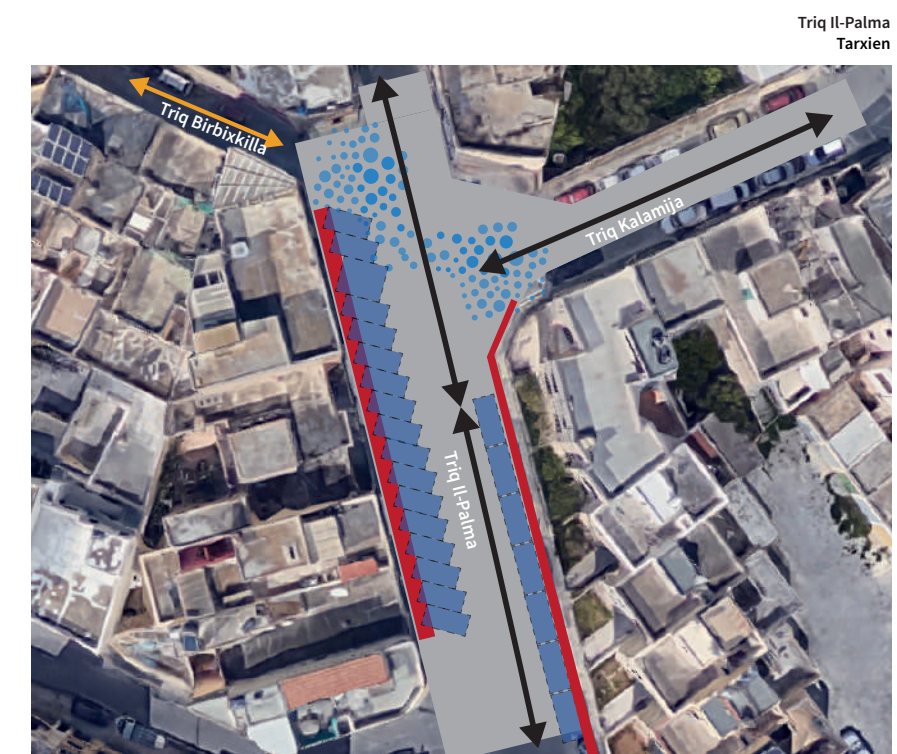 Triq Il-Palma
Tarxien
Triq Birbixkilla
Triq Kalamija
Triq Il-Palma